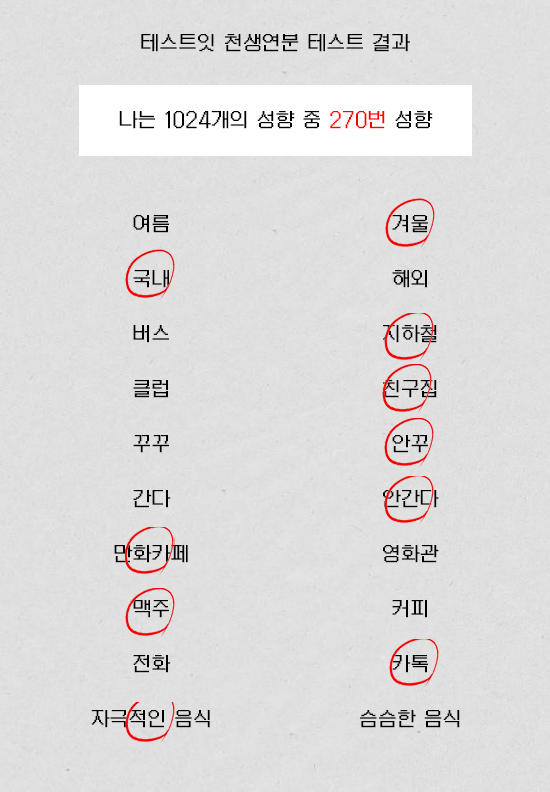 테스트잇 천생연분 테스트 결과
나는 1024개의 성향 중 270번 성향
여름 겨울
국내 해외
버스 지하철
클럽 친구집
꾸꾸 안꾸
간다 안간다
만화카페 영화관
맥주 커피
전화 카톡
자극적인 음식 슴슴한 음식